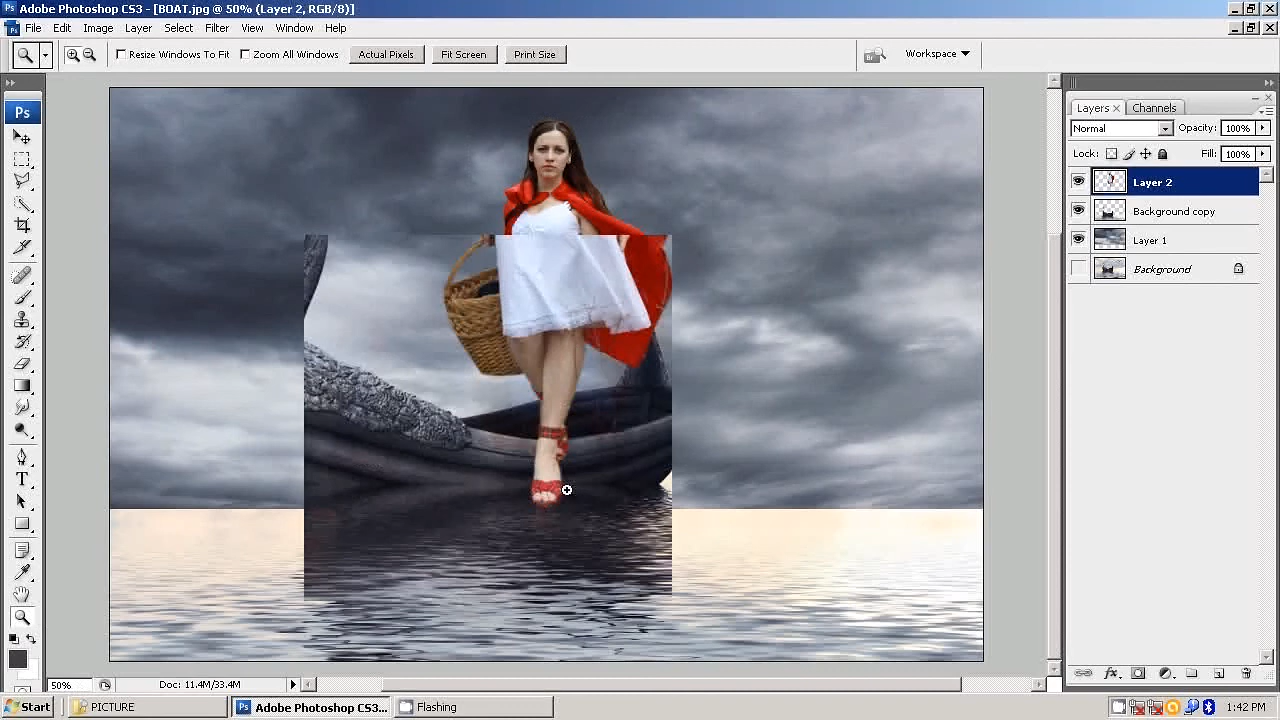 Adobe Photoshop CS3 - [BOAT.jpg @ 50% (Layer 2, RGB/8)]
File Edit Image Layer Select Filter View Window Help
Resize Windows To Fit Zoom All Windows Actual Pixels Fit Screen Print Size Workspace
Ps
Layers Channels
Normal Opacity: 100%
Lock: Fill: 100%
Layer 2
Background copy
Layer 1
Background
T
50% Doc: 11.4M/33.4M
Start PICTURE Ps Adobe Photoshop CS3... Flashing 1:42 PM